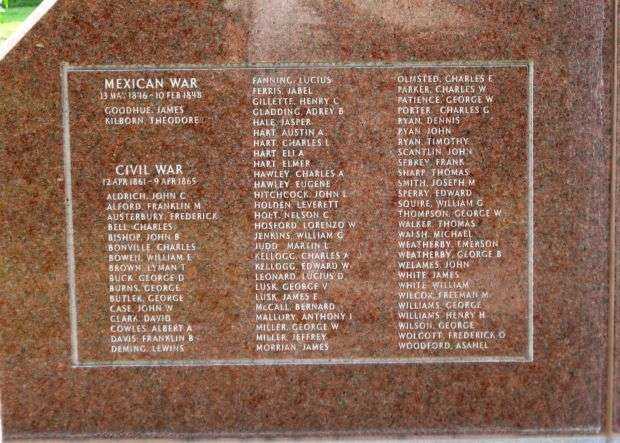 MEXICAN WAR
13 MAY 1846 - 10 FEB 1848
GOODHUE, JAMES
KILBORN, THEODORE
CIVIL WAR
12 APR 1861 - 9 APR 1865
ALDRICH, JOHN C
ALFORD, FRANKLIN M
AUSTERBURY, FREDERICK
BELL, CHARLES
BISHOP, JOHN B
BONVILLE, CHARLES
BOWEN, WILLIAM E
BROWN, LYMAN T
BUCK, GEORGE D
BURNS, GEORGE
BUTLER, GEORGE
CASE, JOHN W
CLARK, DAVID
COWLES, ALBERT A
DAVIS, FRANKLIN B
DEMING, LEWINS
FANNING, LUCIUS
FERRIS, JABEL
GILLETTE, HENRY C
GLADDING, ADREY B
HALE, JASPER
HART, AUSTIN A
HART, CHARLES L
HART, ELI A
HART, ELMER
HAWLEY, CHARLES A
HAWLEY, EUGENE
HITCHCOCK, JOHN L
HOLDEN, LEVERETT
HOLT, NELSON C
HOSFORD, LORENZO W
JENKINS, WILLIAM G
JUDD, MARTIN L
KELLOGG, CHARLES A
KELLOGG, EDWARD W
LEONARD, LUCIUS D
LUSK, GEORGE V
LUSK, JAMES E
McCALL, BERNARD
MALLORY, ANTHONY I
MILLER, GEORGE W
MILLER, JEFFREY
MORRIAN, JAMES
OLMSTED, CHARLES E
PARKER, CHARLES W
PATIENCE, GEORGE W
PORTER, CHARLES G
RYAN, DENNIS
RYAN, JOHN
RYAN, TIMOTHY
SCANTLIN, JOHN
SEBREY, FRANK
SHARP, THOMAS
SMITH, JOSEPH M
SPERRY, EDWARD
SQUIRE, WILLIAM G
THOMPSON, GEORGE W
WALKER, THOMAS
WALSH, MICHAEL
WEATHERBY, EMERSON
WEATHERBY, GEORGE B
WELAMES, JOHN
WHITE, JAMES
WHITE, WILLIAM
WILCOX, FREEMAN M
WILLIAMS, GEORGE
WILLIAMS, HENRY H
WILSON, GEORGE
WOLCOTT, FREDERICK O
WOODFORD, ASAHEL